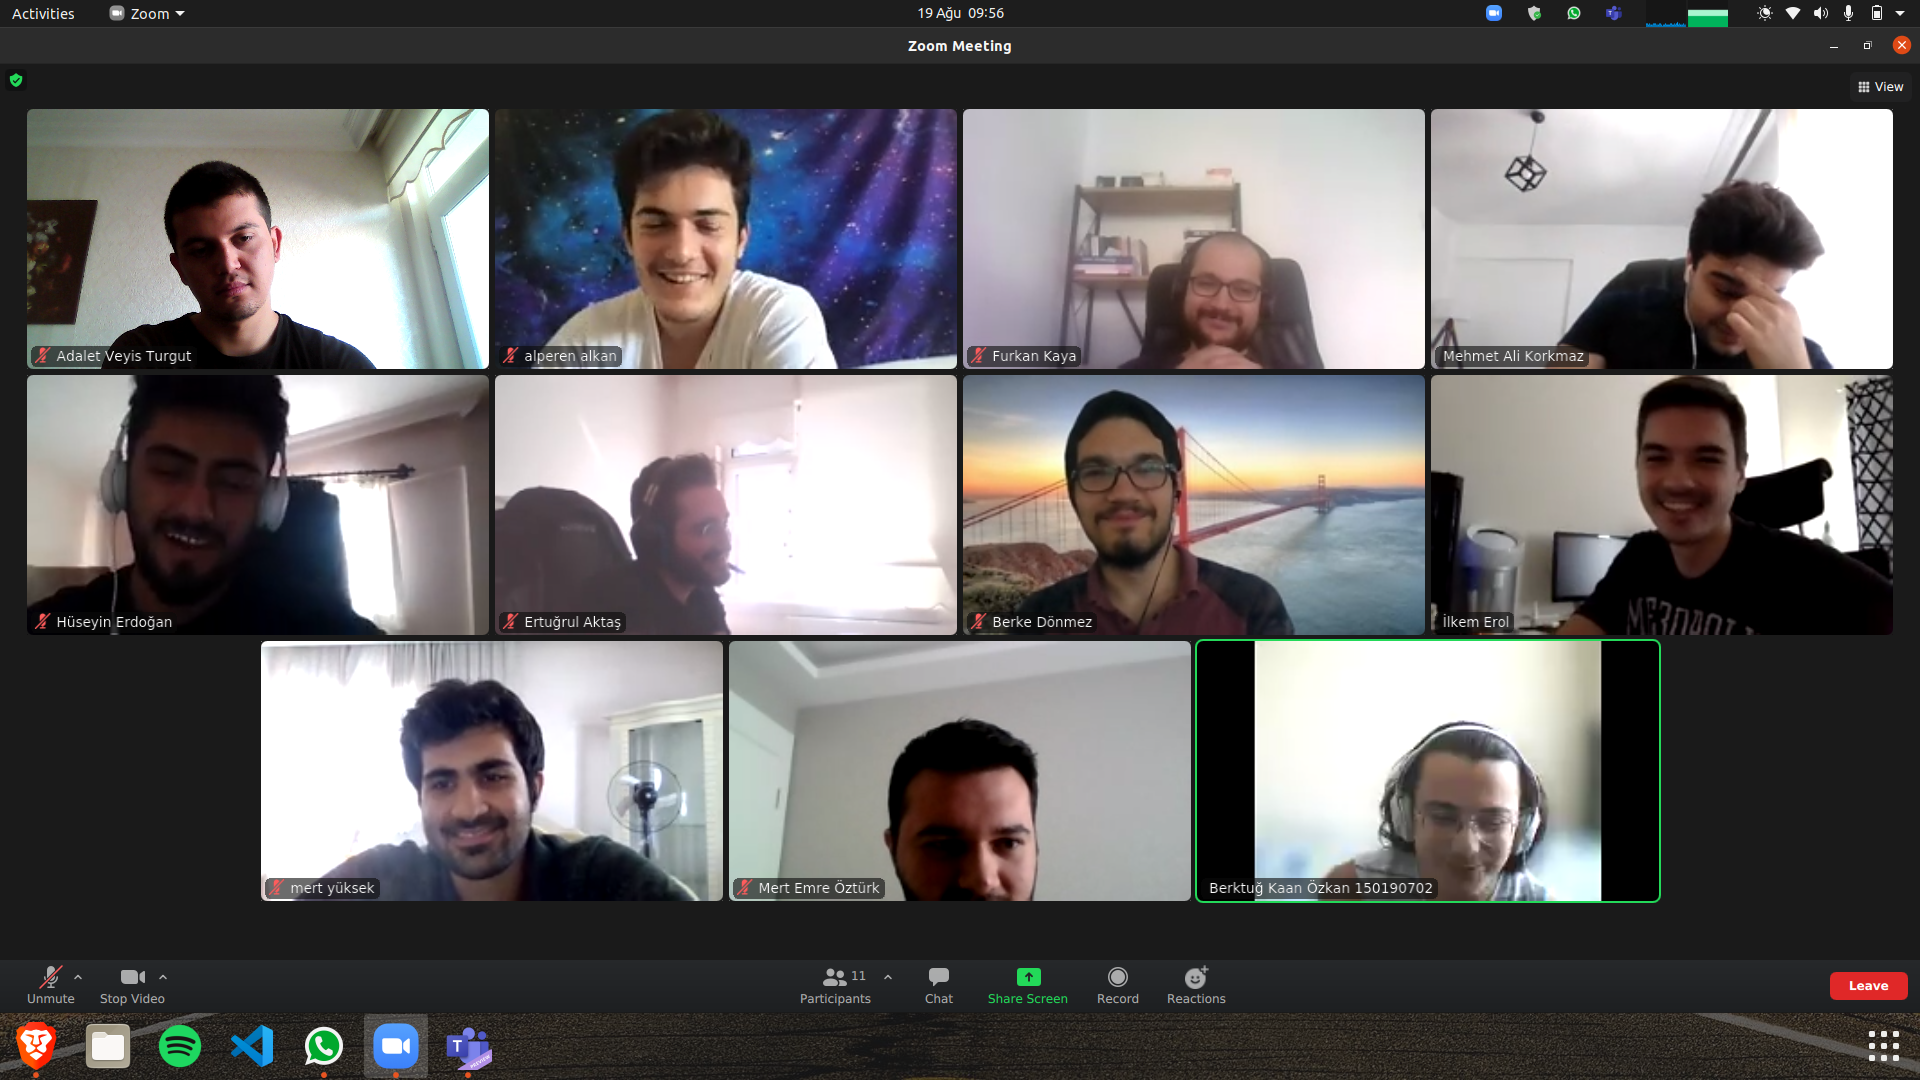 Activities
Zoom
19 Ağu 09:56
Zoom Meeting
View
Adalet Veyis Turgut
alperen alkan
Furkan Kaya
Mehmet Ali Korkmaz
Hüseyin Erdoğan
Ertuğrul Aktaş
Berke Dönmez
İlkem Erol
mert yüksek
Mert Emre Öztürk
Berktuğ Kaan Özkan 150190702
Unmute
Stop Video
11
Participants
Chat
Share Screen
Record
Reactions
Leave
T
PREVIEW